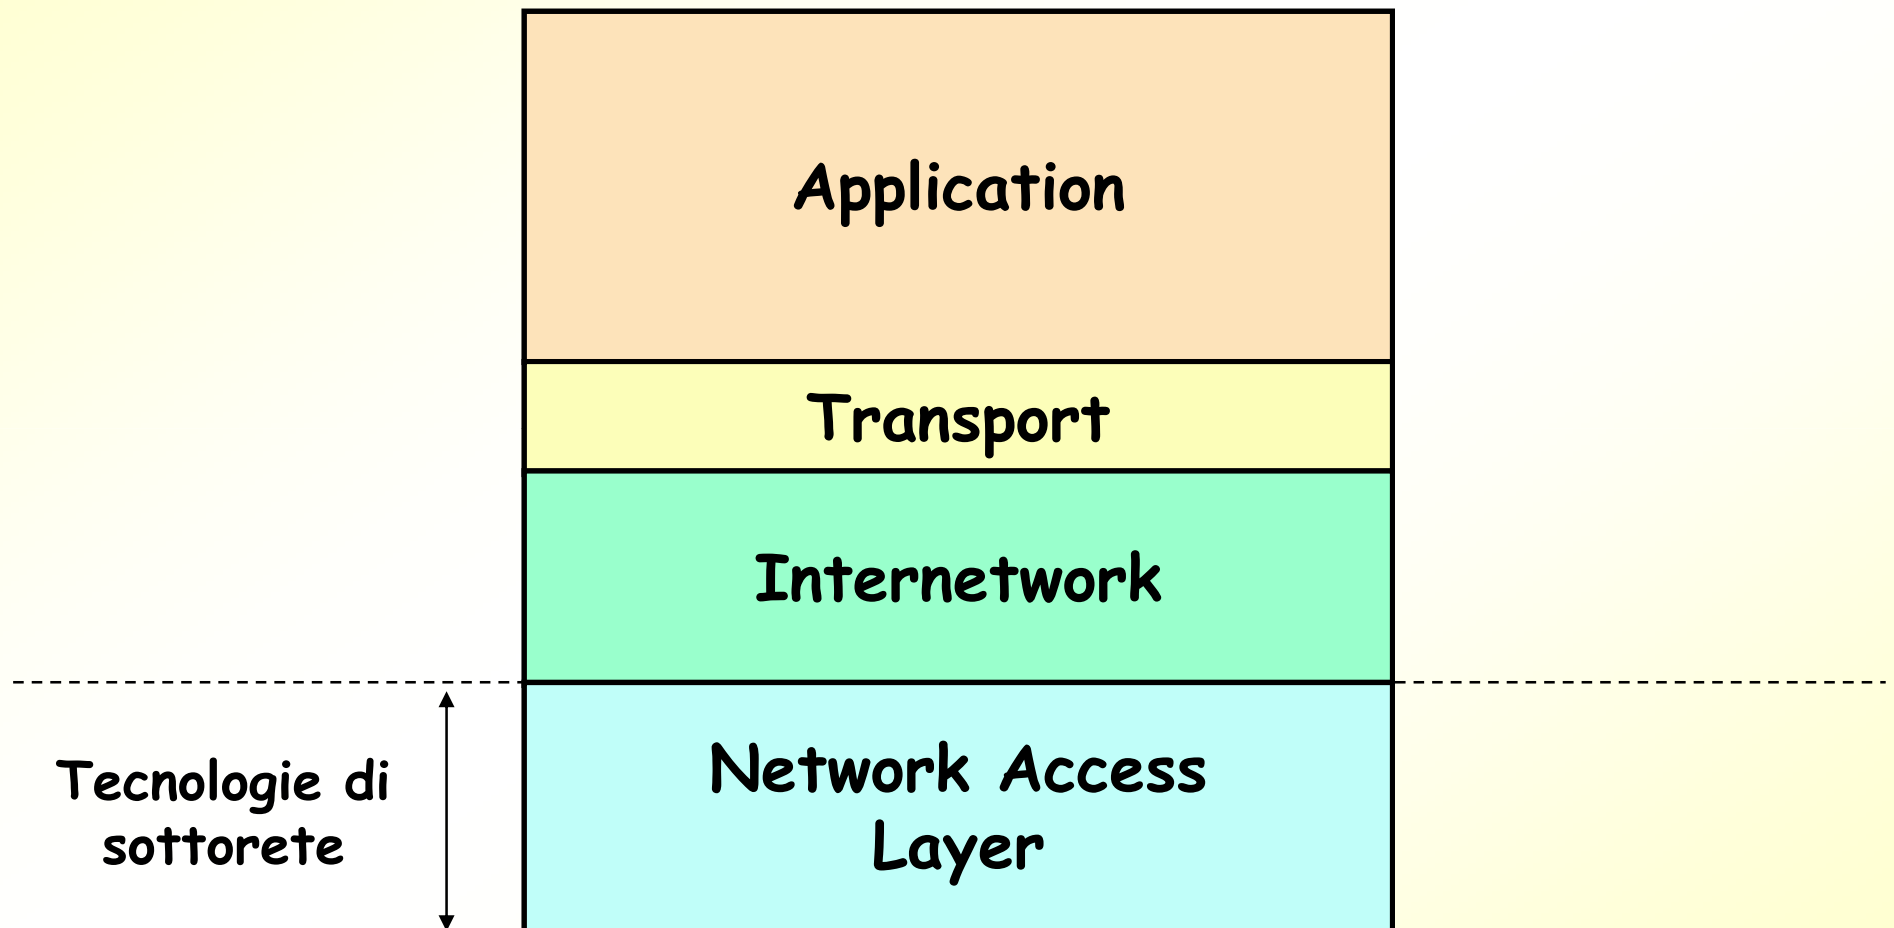 Application
Transport
Internetwork
Network Access
Layer
Tecnologie di
sottorete